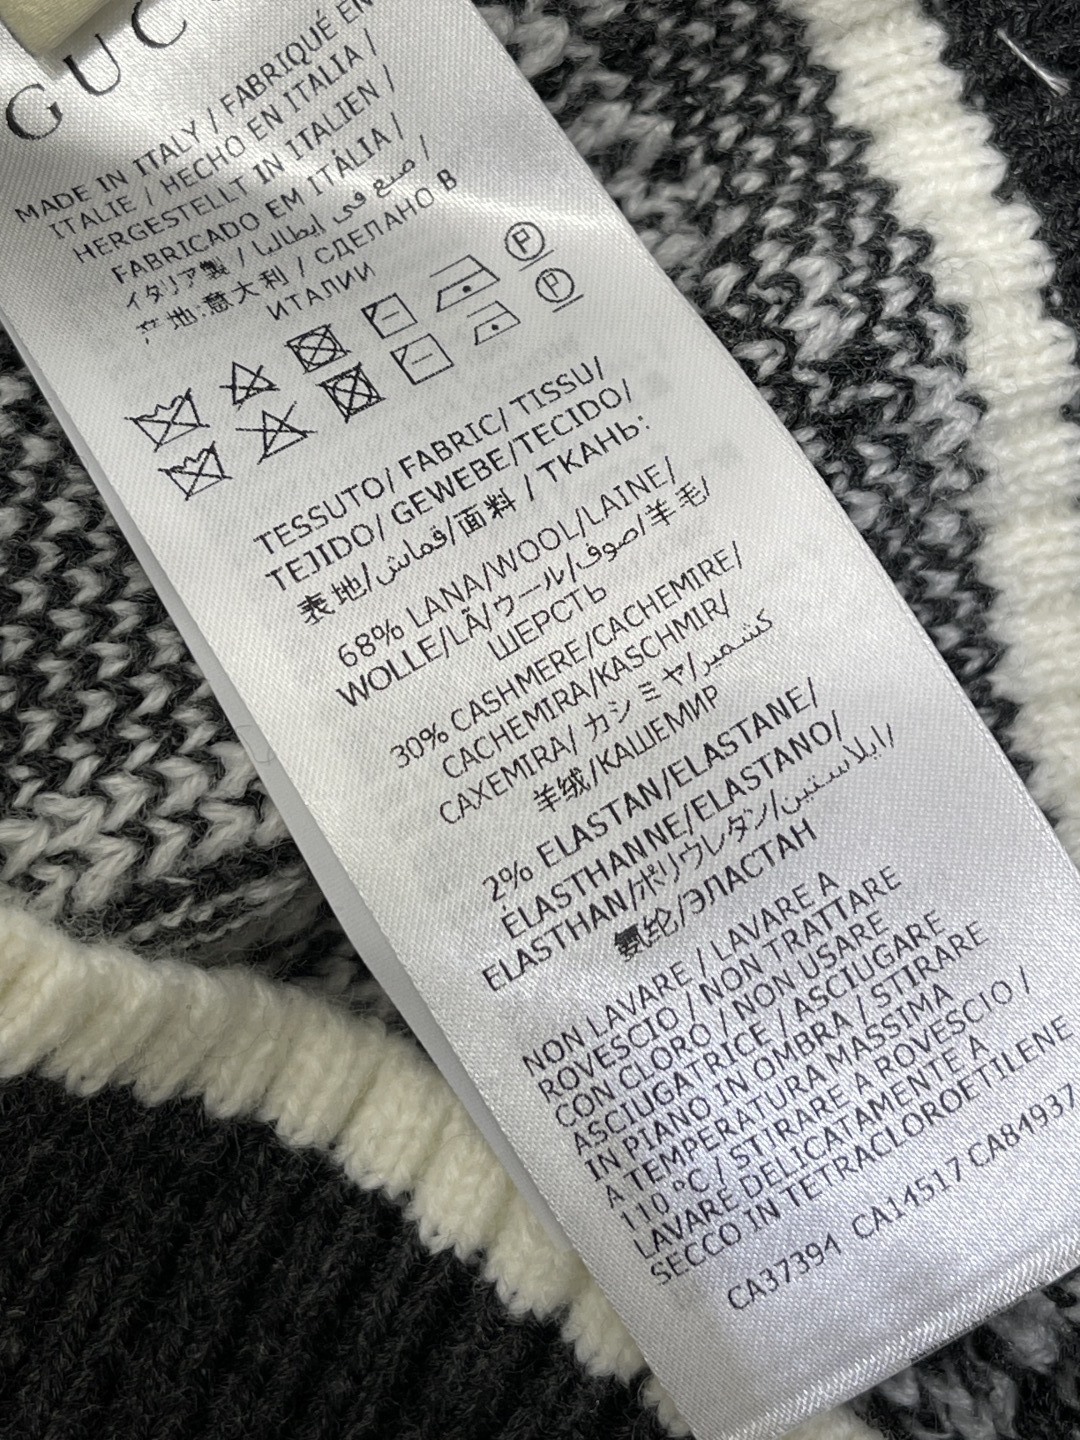 GUC
MADE IN ITALY / FABRIQUÉ EN
ITALIE / HECHO EN ITALIA /
HERGESTELLT IN ITALIEN /
FABRICADO EM ITÁLIA /
イタリア製 / صنع في ايطاليا /
产地:意大利 / СДЕЛАНО В
ИТАЛИИ
P
P
TESSUTO/ FABRIC/ TISSU/
TEJIDO/ GEWEBE/TECIDO/
表地/قماش/面料 / ТКАНЬ:
68% LANA/WOOL/LAINE/
WOLLE/LÃ/ウール/صوف/羊毛/
ШЕРСТЬ
30% CASHMERE/CACHEMIRE/
CACHEMIRA/KASCHMIR/
CAXEMIRA/ カシミヤ/كشمير/
羊绒/КАШЕМИР
2% ELASTAN/ELASTANE/
ÉLASTHANNE/ELASTANO/
ELASTHAN/ポリウレタン/ايلاستين/
氨纶/ЭЛАСТАН
NON LAVARE / LAVARE A
ROVESCIO / NON TRATTARE
CON CLORO / NON USARE
ASCIUGATRICE / ASCIUGARE
IN PIANO IN OMBRA / STIRARE
A TEMPERATURA MASSIMA
110 °C / STIRARE A ROVESCIO /
LAVARE DELICATAMENTE A
SECCO IN TETRACLOROETILENE
CA37394 CA14517 CA84937